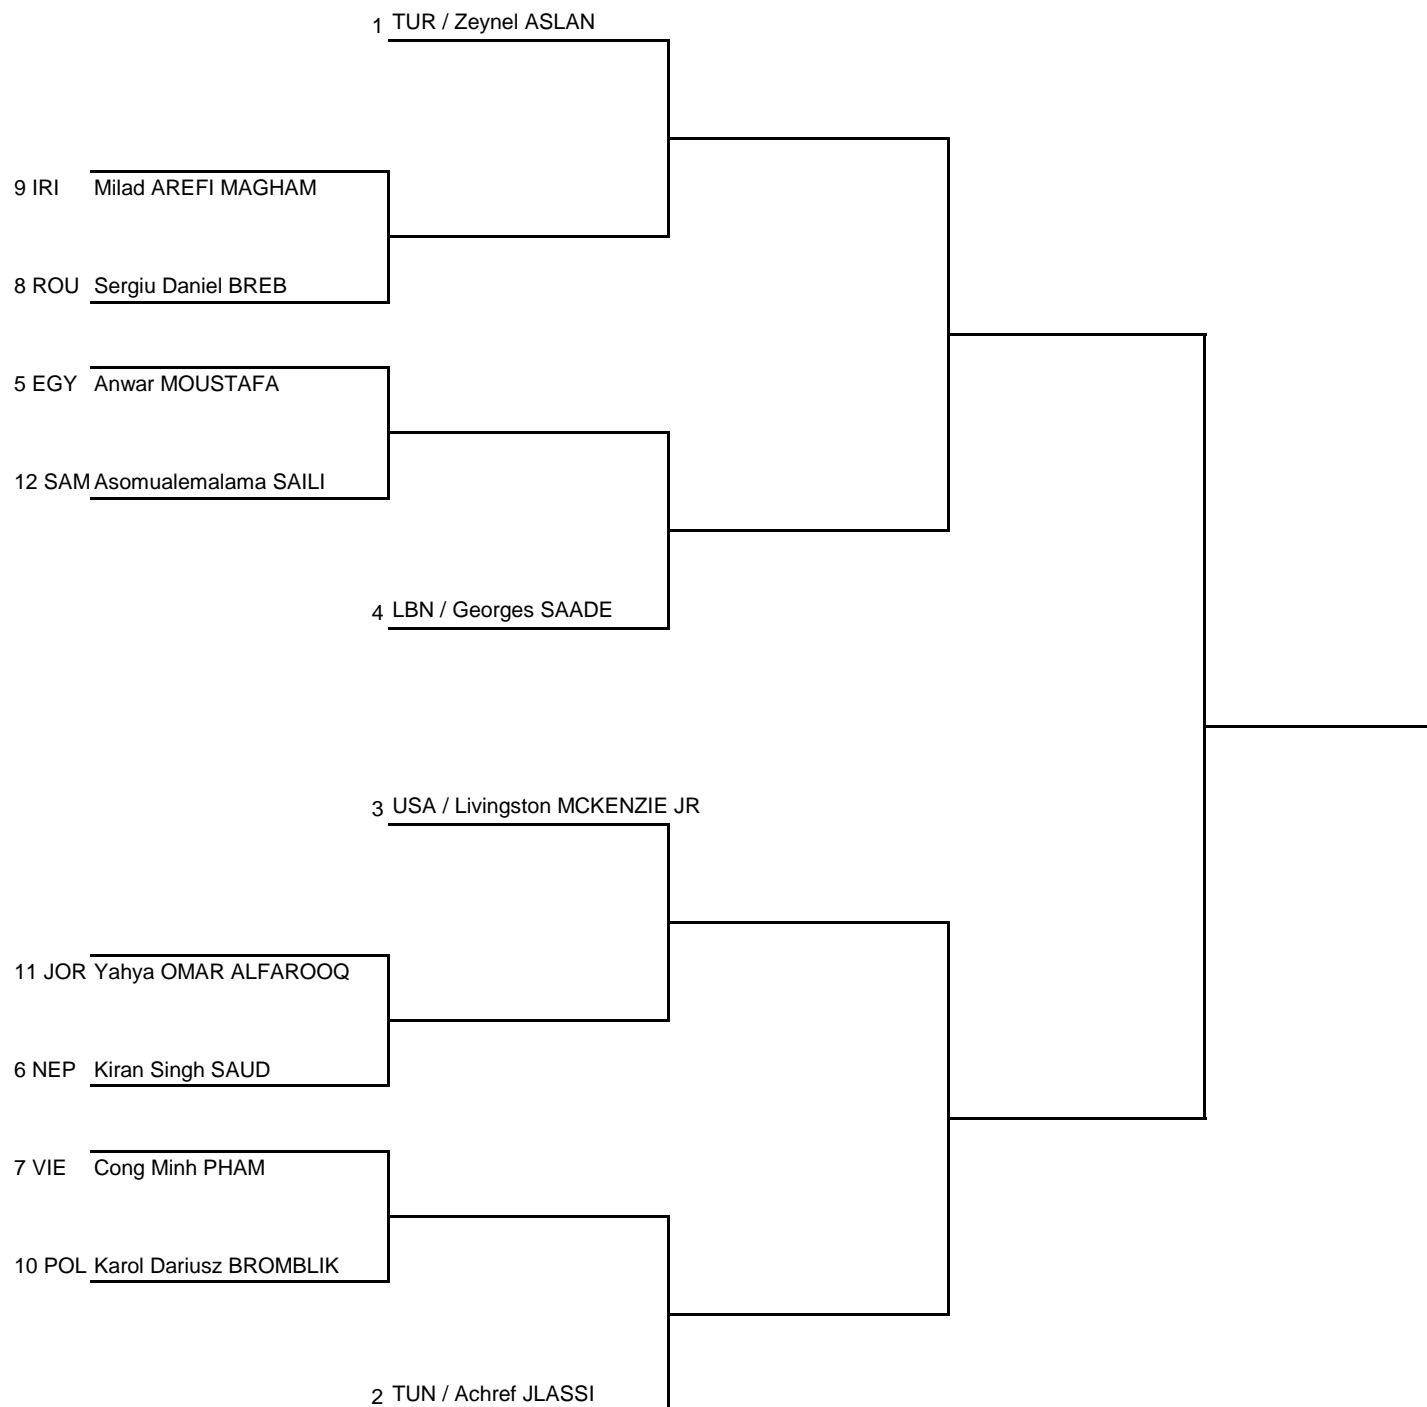 1 TUR / Zeynel ASLAN
9 IRI Milad AREFI MAGHAM
8 ROU Sergiu Daniel BREB
5 EGY Anwar MOUSTAFA
12 SAM Asomualemalama SAILI
4 LBN / Georges SAADE
3 USA / Livingston MCKENZIE JR
11 JOR Yahya OMAR ALFAROOQ
6 NEP Kiran Singh SAUD
7 VIE Cong Minh PHAM
10 POL Karol Dariusz BROMBLIK
2 TUN / Achref JLASSI